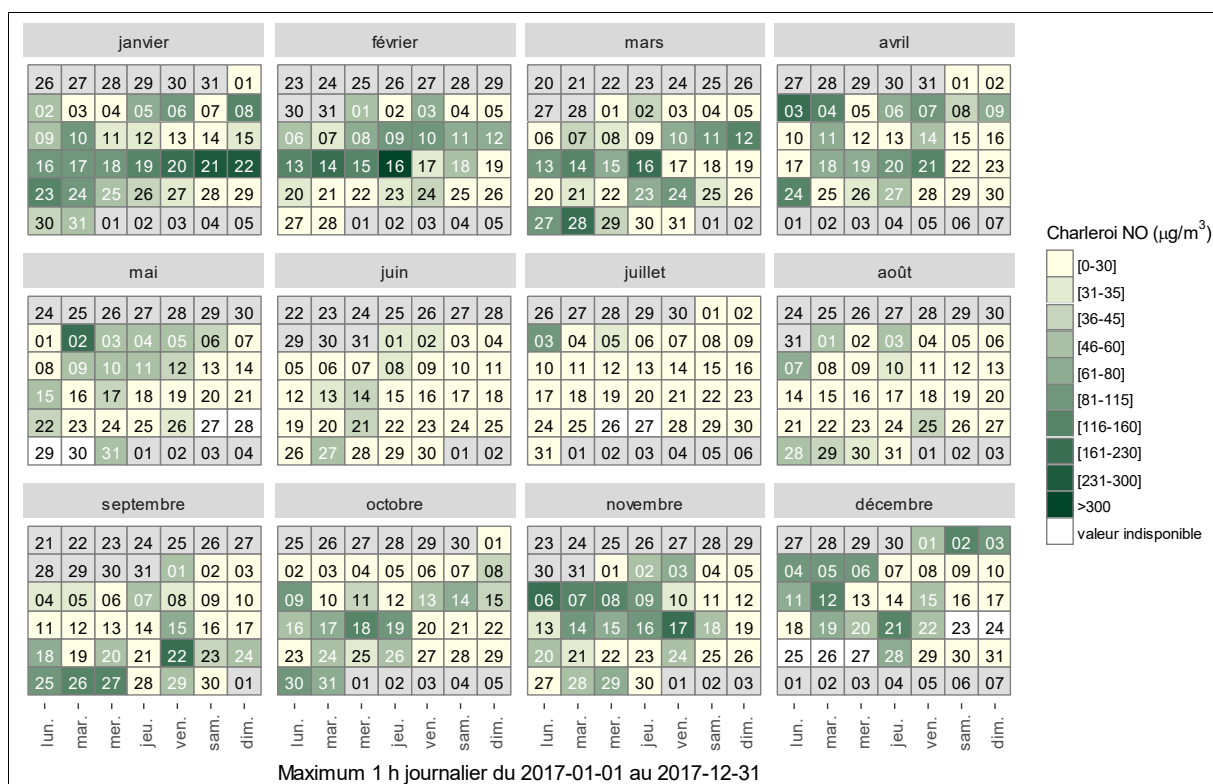 janvier février mars avril
26 27 28 29 30 31 01 23 24 25 26 27 28 29 20 21 22 23 24 25 26 27 28 29 30 31 01 02
02 03 04 05 06 07 08 30 31 01 02 03 04 05 27 28 01 02 03 04 05 03 04 05 06 07 08 09
09 10 11 12 13 14 15 06 07 08 09 10 11 12 06 07 08 09 10 11 12 10 11 12 13 14 15 16
16 17 18 19 20 21 22 13 14 15 16 17 18 19 13 14 15 16 17 18 19 17 18 19 20 21 22 23
23 24 25 26 27 28 29 20 21 22 23 24 25 26 20 21 22 23 24 25 26 24 25 26 27 28 29 30
30 31 01 02 03 04 05 27 28 01 02 03 04 05 27 28 29 30 31 01 02 01 02 03 04 05 06 07
mai juin juillet août
24 25 26 27 28 29 30 22 23 24 25 26 27 28 26 27 28 29 30 01 02 24 25 26 27 28 29 30
01 02 03 04 05 06 07 29 30 31 01 02 03 04 03 04 05 06 07 08 09 31 01 02 03 04 05 06
08 09 10 11 12 13 14 05 06 07 08 09 10 11 10 11 12 13 14 15 16 07 08 09 10 11 12 13
15 16 17 18 19 20 21 12 13 14 15 16 17 18 17 18 19 20 21 22 23 14 15 16 17 18 19 20
22 23 24 25 26 27 28 19 20 21 22 23 24 25 24 25 26 27 28 29 30 21 22 23 24 25 26 27
29 30 31 01 02 03 04 26 27 28 29 30 01 02 31 01 02 03 04 05 06 28 29 30 31 01 02 03
septembre octobre novembre décembre
21 22 23 24 25 26 27 25 26 27 28 29 30 01 23 24 25 26 27 28 29 27 28 29 30 01 02 03
28 29 30 31 01 02 03 02 03 04 05 06 07 08 30 31 01 02 03 04 05 04 05 06 07 08 09 10
04 05 06 07 08 09 10 09 10 11 12 13 14 15 06 07 08 09 10 11 12 11 12 13 14 15 16 17
11 12 13 14 15 16 17 16 17 18 19 20 21 22 13 14 15 16 17 18 19 18 19 20 21 22 23 24
18 19 20 21 22 23 24 23 24 25 26 27 28 29 20 21 22 23 24 25 26 25 26 27 28 29 30 31
25 26 27 28 29 30 01 30 31 01 02 03 04 05 27 28 29 30 01 02 03 01 02 03 04 05 06 07
lun. mar. mer. jeu. ven. sam. dim. lun. mar. mer. jeu. ven. sam. dim. lun. mar. mer. jeu. ven. sam. dim. lun. mar. mer. jeu. ven. sam. dim.
Maximum 1 h journalier du 2017-01-01 au 2017-12-31
Charleroi NO (µg/m³)
[0-30]
[31-35]
[36-45]
[46-60]
[61-80]
[81-115]
[116-160]
[161-230]
[231-300]
>300
valeur indisponible